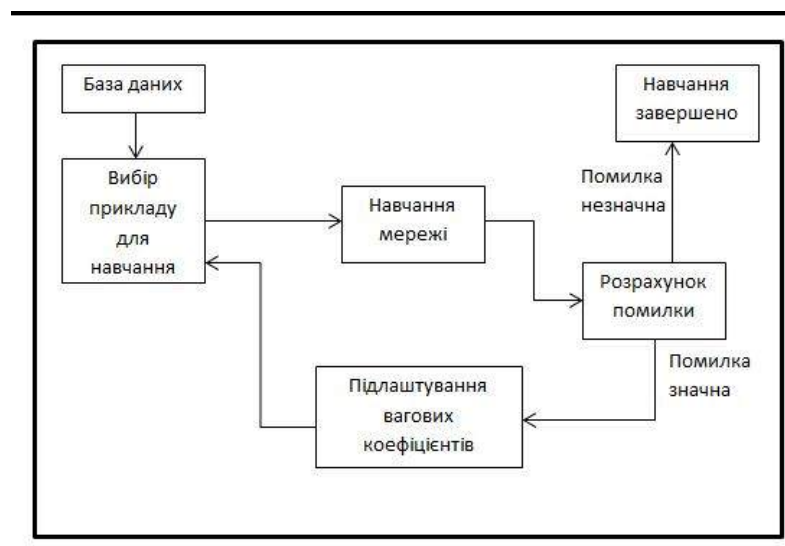 База даних
Вибір
прикладу
для
навчання
Навчання
мережі
Навчання
завершено
Помилка
незначна
Розрахунок
помилки
Помилка
значна
Підлаштування
вагових
коефіцієнтів